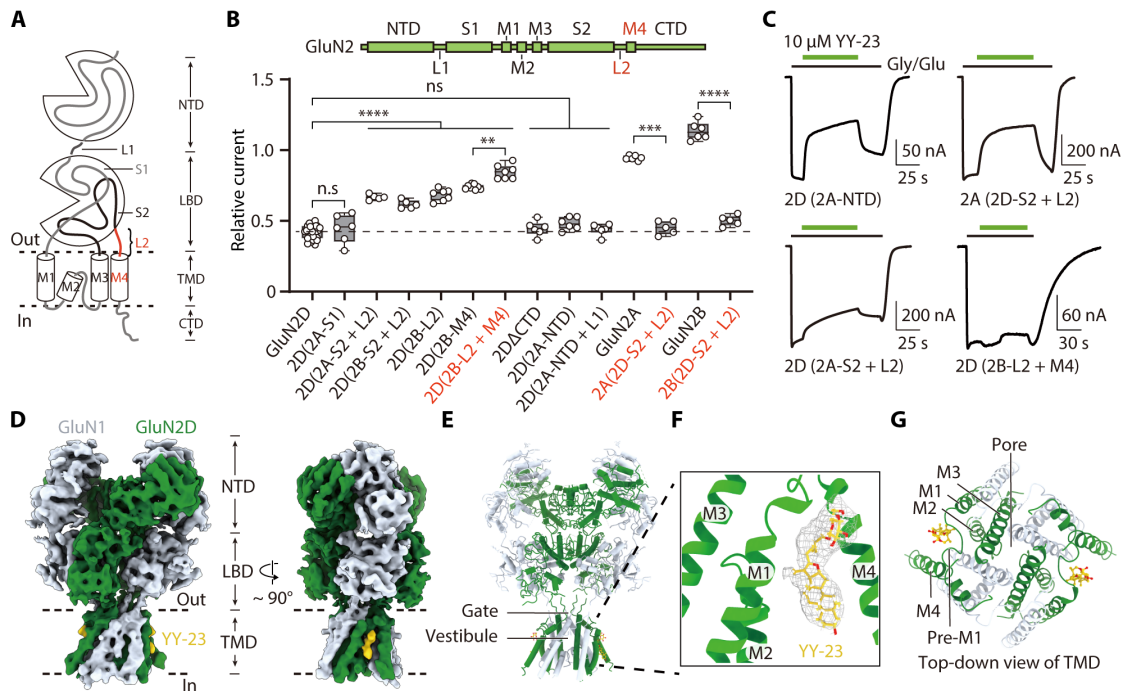 A
NTD
L1
S1
LBD
S2
Out
L2
M1
M2
M3
M4
TMD
In
CTD
B
NTD S1 M1 M3 S2 M4 CTD
GluN2
L1 M2 L2
Relative current
1.5
1.0
0.5
0.0
ns
****
n.s
**
***
****
GluN2D
2D(2A-S1)
2D(2A-S2 + L2)
2D(2B-S2 + L2)
2D(2B-L2)
2D(2B-M4)
2D(2B-L2 + M4)
2DΔCTD
2D(2A-NTD)
2D(2A-NTD + L1)
GluN2A
2A(2D-S2 + L2)
GluN2B
2B(2D-S2 + L2)
C
10 μM YY-23
Gly/Glu
50 nA
25 s
2D (2A-NTD)
200 nA
25 s
2A (2D-S2 + L2)
200 nA
25 s
2D (2A-S2 + L2)
60 nA
30 s
2D (2B-L2 + M4)
D
GluN1 GluN2D
NTD
LBD
~ 90°
Out
TMD
YY-23
In
E
Gate
Vestibule
F
M3
M1
M4
M2
YY-23
G
Pore
M3
M1
M2
M4
Pre-M1
Top-down view of TMD